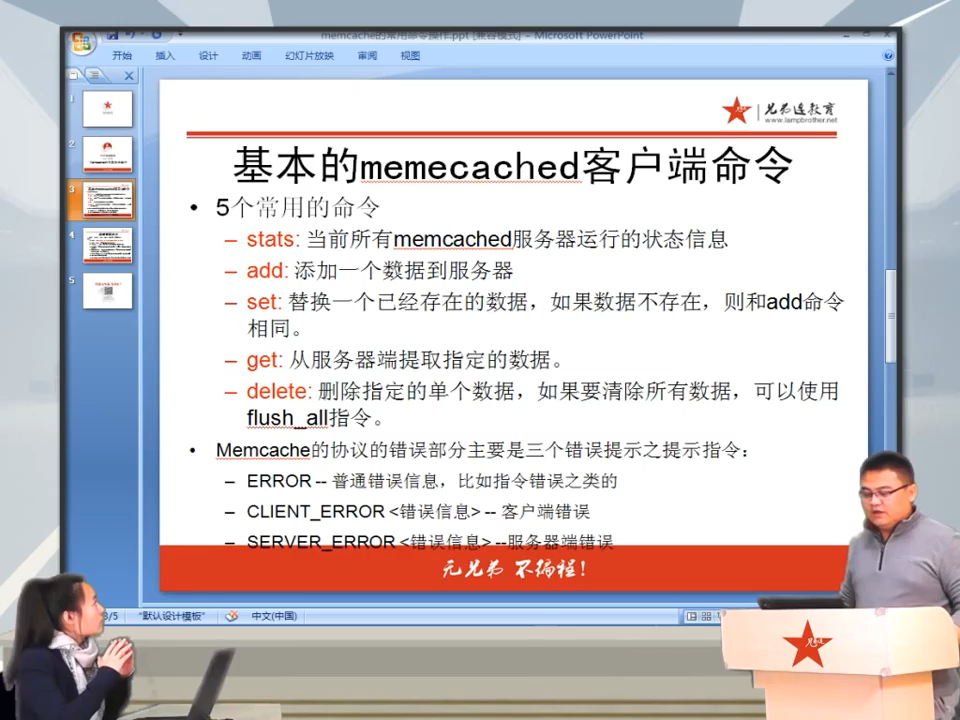 memcache的常用命令操作.ppt [兼容模式] - Microsoft PowerPoint
开始 插入 设计 动画 幻灯片放映 审阅 视图
1
2
3
4
5
兄弟连教育
www.lampbrother.net
基本的memecached客户端命令
• 5个常用的命令
– stats: 当前所有memcached服务器运行的状态信息
– add: 添加一个数据到服务器
– set: 替换一个已经存在的数据，如果数据不存在，则和add命令
相同。
– get: 从服务器端提取指定的数据。
– delete: 删除指定的单个数据，如果要清除所有数据，可以使用
flush_all指令。
• Memcache的协议的错误部分主要是三个错误提示之提示指令：
– ERROR -- 普通错误信息，比如指令错误之类的
– CLIENT_ERROR <错误信息> -- 客户端错误
– SERVER_ERROR <错误信息> --服务器端错误
无兄弟 不编程！
3/5 "默认设计模板" 中文(中国)